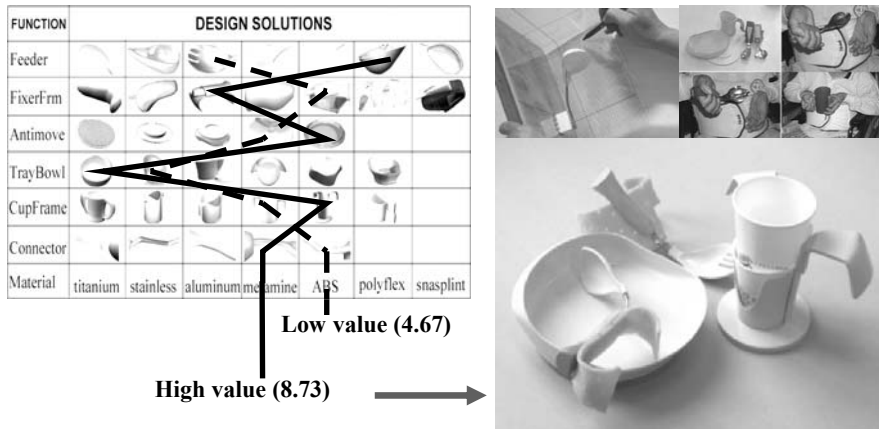 FUNCTION DESIGN SOLUTIONS
Feeder
FixerFrm
Antimove
TrayBowl
CupFrame
Connector
Material titanium stainless aluminum melamine ABS polyflex snasplint
Low value (4.67)
High value (8.73)